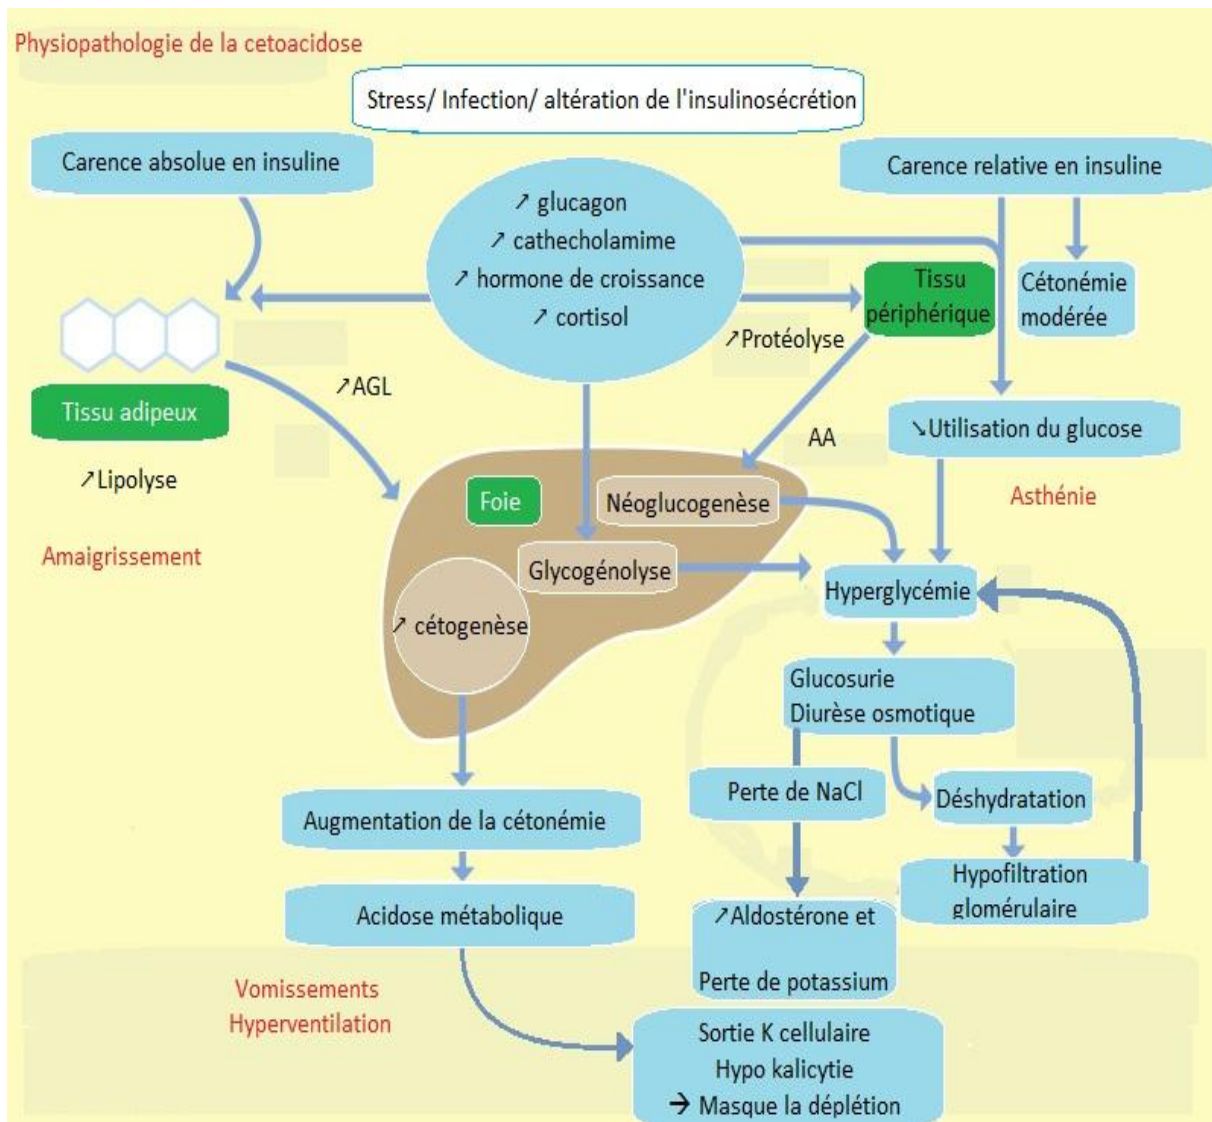 Physiopathologie de la cetoacidose
Stress/ Infection/ altération de l'insulinosécrétion
Carence absolue en insuline
Carence relative en insuline
↗ glucagon
↗ cathecholamime
↗ hormone de croissance
↗ cortisol
Tissu
périphérique
Cétonémie
modérée
↗Protéolyse
↗AGL
Tissu adipeux
↘Utilisation du glucose
AA
↗Lipolyse
Foie
Néoglucogenèse
Asthénie
Amaigrissement
Glycogénolyse
Hyperglycémie
↗ cétogenèse
Glucosurie
Diurèse osmotique
Perte de NaCl
Déshydratation
Augmentation de la cétonémie
Hypofiltration
glomérulaire
Acidose métabolique
↗Aldostérone et
Perte de potassium
Vomissements
Hyperventilation
Sortie K cellulaire
Hypo kalicytie
→ Masque la déplétion